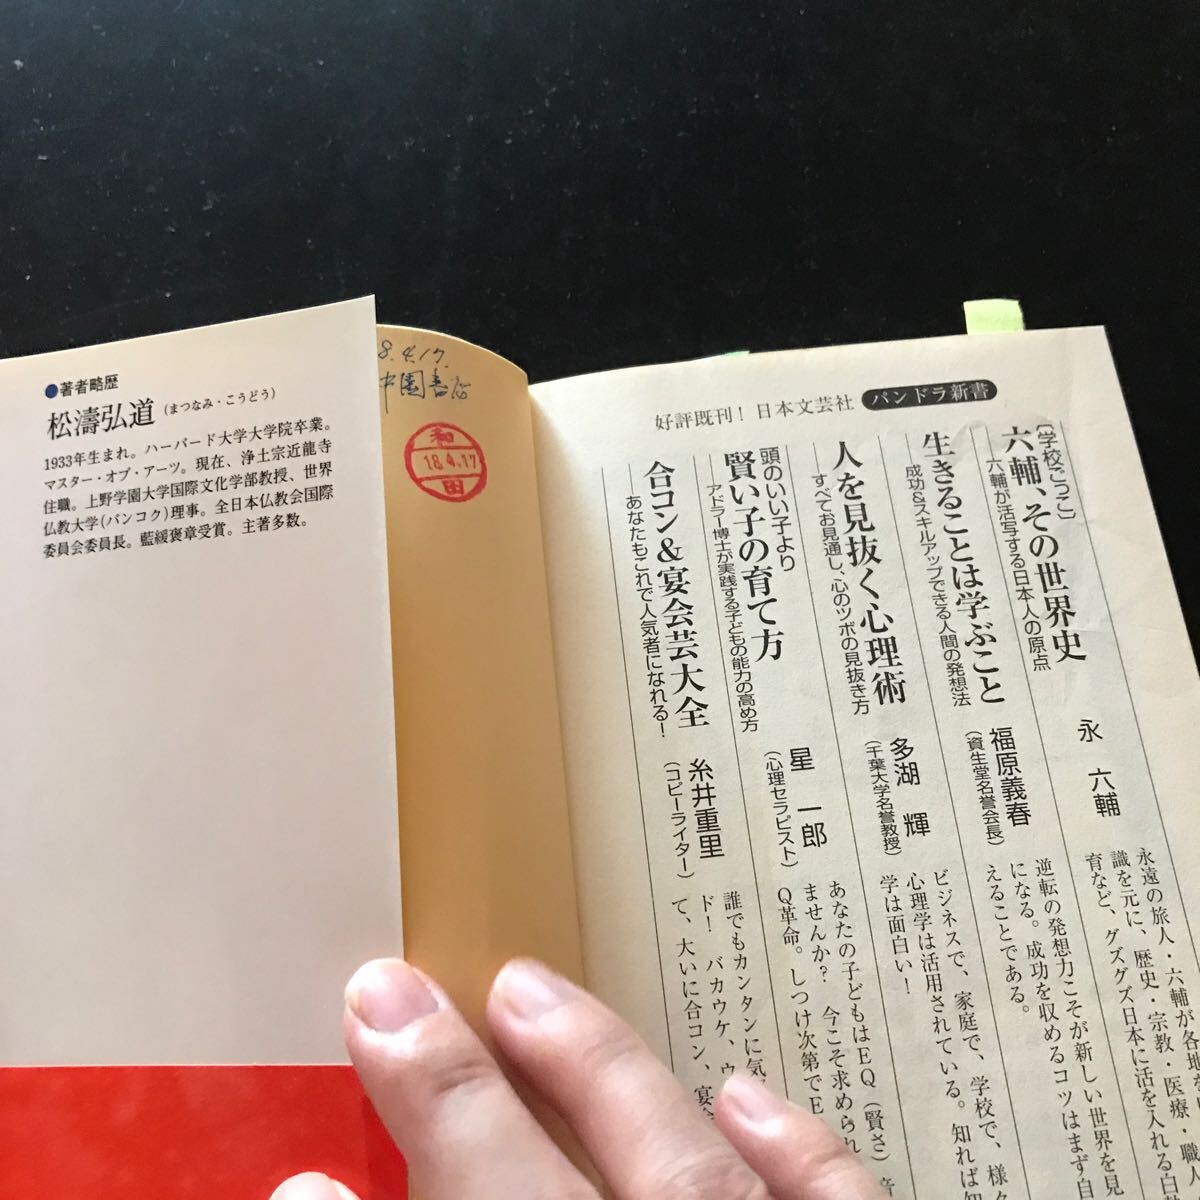 ●著者略歴
松濤弘道(まつなみ・こうどう)
1933年生まれ。ハーバード大学大学院卒業。
マスター・オブ・アーツ。現在、浄土宗近龍寺
住職。上野学園大学国際文化学部教授、世界
仏教大学(バンコク)理事。全日本仏教会国際
委員会委員長。藍綬褒章受賞。主著多数。
8.4.17.
中園書店
和
18.4.17
田
好評既刊! 日本文芸社 パンドラ新書
[学校ごっこ]
六輔、その世界史
六輔が活写する日本人の原点
永 六輔
永遠の旅人・六輔が各地
識を元に、歴史・宗教・医療・職
育など、グズグズ日本に活を入れる白
生きることは学ぶこと
成功&スキルアップできる人間の発想法
福原義春
(資生堂名誉会長)
逆転の発想力こそが新しい世界を見
になる。成功を収めるコツはまず自
えることである。
人を見抜く心理術
すべてお見通し、心のツボの見抜き方
多湖 輝
(千葉大学名誉教授)
ビジネスで、家庭で、学校で、様々
心理学は活用されている。知れば知
学は面白い!
頭のいい子より
賢い子の育て方
アドラー博士が実践する子どもの能力の高め方
星 一郎
(心理セラピスト)
あなたの子どもはEQ(賢さ)音
ませんか? 今こそ求められ
Q革命。しつけ次第でE
合コン&宴会芸大全
あなたもこれで人気者になれる!
糸井重里
(コピーライター)
誰でもカンタンに気
ド! バカウケ、ウ
て、大いに合コン、宴会